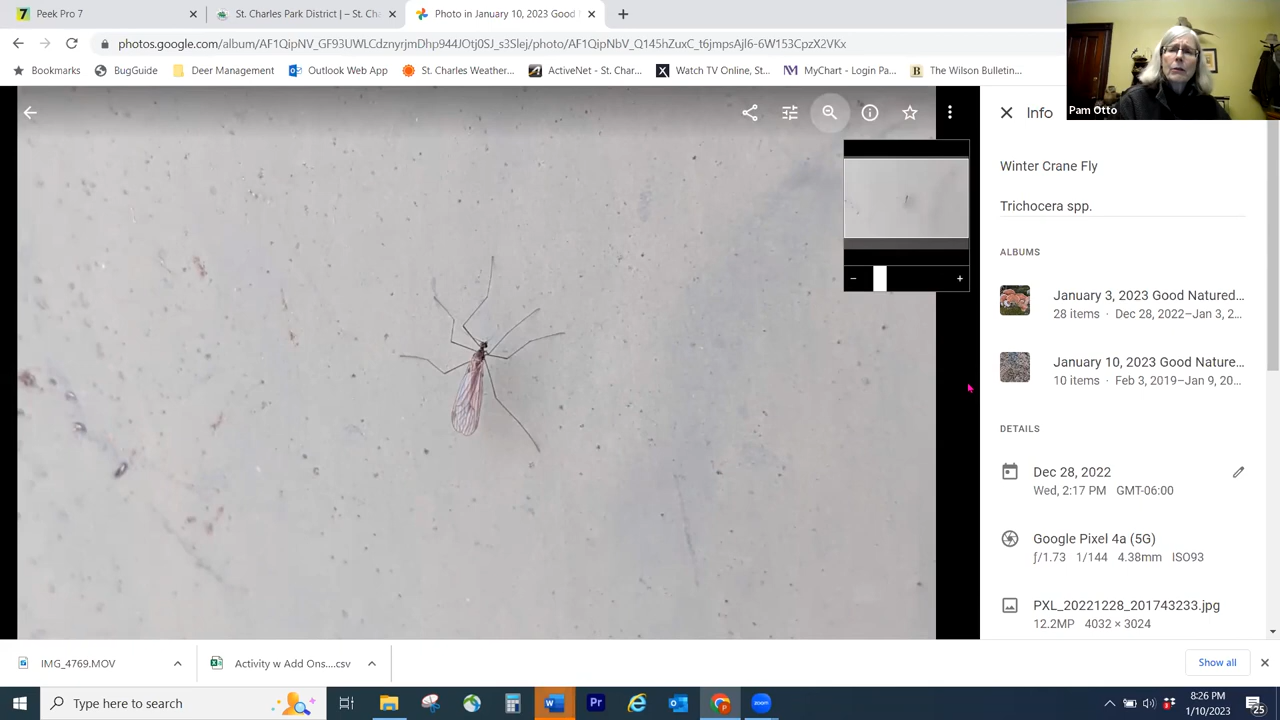 Peek Pro 7
St. Charles Park District | – St. Ch
Photo in January 10, 2023 Good
photos.google.com/album/
Bookmarks
BugGuide
Deer Management
Outlook Web App
St. Charles Weather...
ActiveNet - St. Char...
Watch TV Online, St...
MyChart - Login Pa...
The Wilson Bulletin...
Pam Otto
Info
Winter Crane Fly
Trichocera spp.
ALBUMS
January 3, 2023 Good Natured...
28 items · Dec 28, 2022–Jan 3, 2...
January 10, 2023 Good Nature...
10 items · Feb 3, 2019–Jan 9, 20...
DETAILS
Dec 28, 2022
Wed, 2:17 PM GMT-06:00
Google Pixel 4a (5G)
ƒ/1.73 1/144 4.38mm ISO93
PXL_20221228_201743233.jpg
12.2MP 4032 × 3024
IMG_4769.MOV
Activity w Add Ons....csv
Show all
Type here to search
8:26 PM
1/10/2023
25